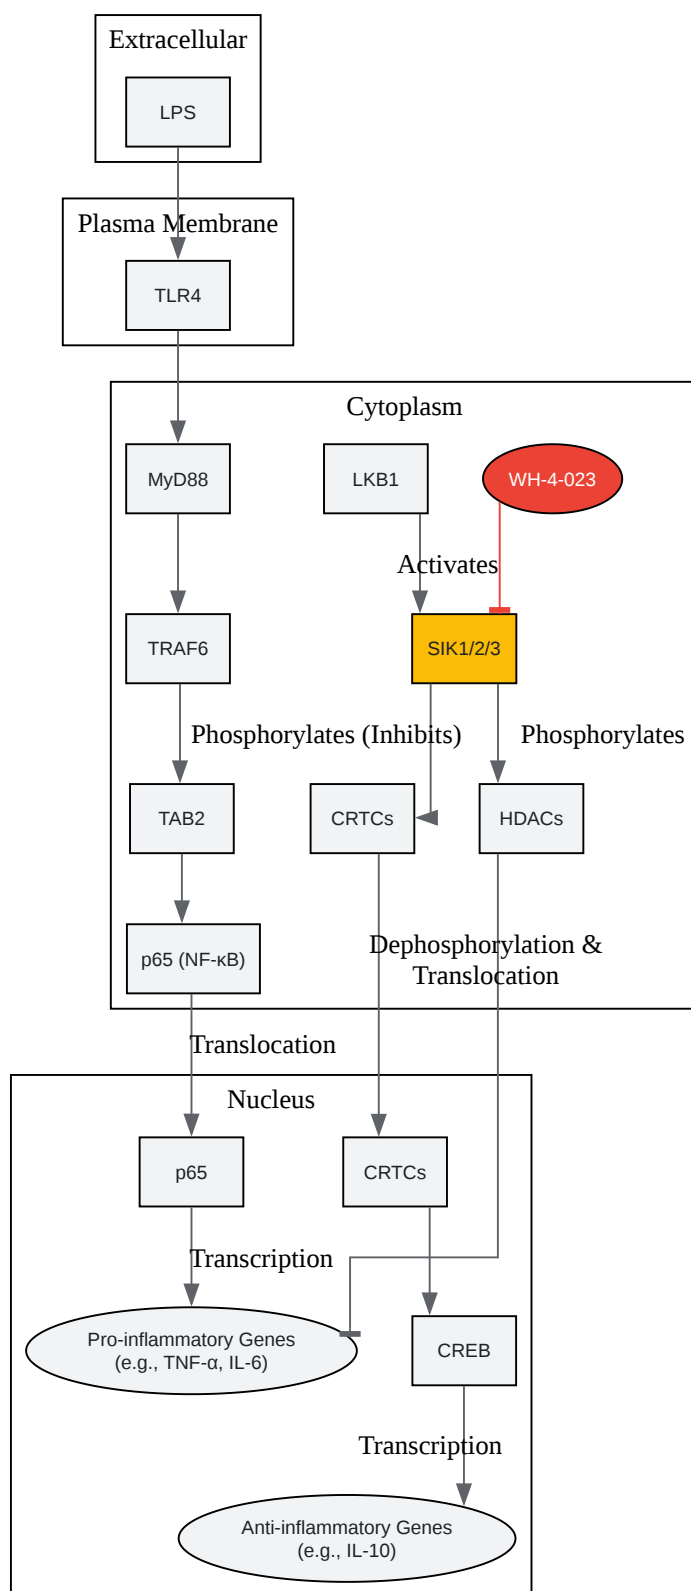 Extracellular
LPS
Plasma Membrane
TLR4
Cytoplasm
MyD88
LKB1
WH-4-023
Activates
TRAF6
SIK1/2/3
Phosphorylates (Inhibits)
Phosphorylates
TAB2
CRTCs
HDACs
p65 (NF-κB)
Dephosphorylation &
Translocation
Translocation
Nucleus
p65
CRTCs
Transcription
Pro-inflammatory Genes
(e.g., TNF-α, IL-6)
CREB
Transcription
Anti-inflammatory Genes
(e.g., IL-10)